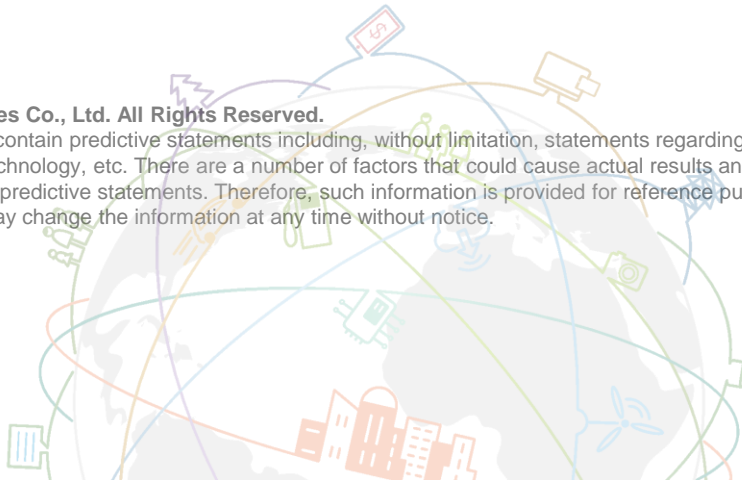 es Co., Ltd. All Rights Reserved.
contain predictive statements including, without limitation, statements regarding
chnology, etc. There are a number of factors that could cause actual results an
predictive statements. Therefore, such information is provided for reference pu
ay change the information at any time without notice.